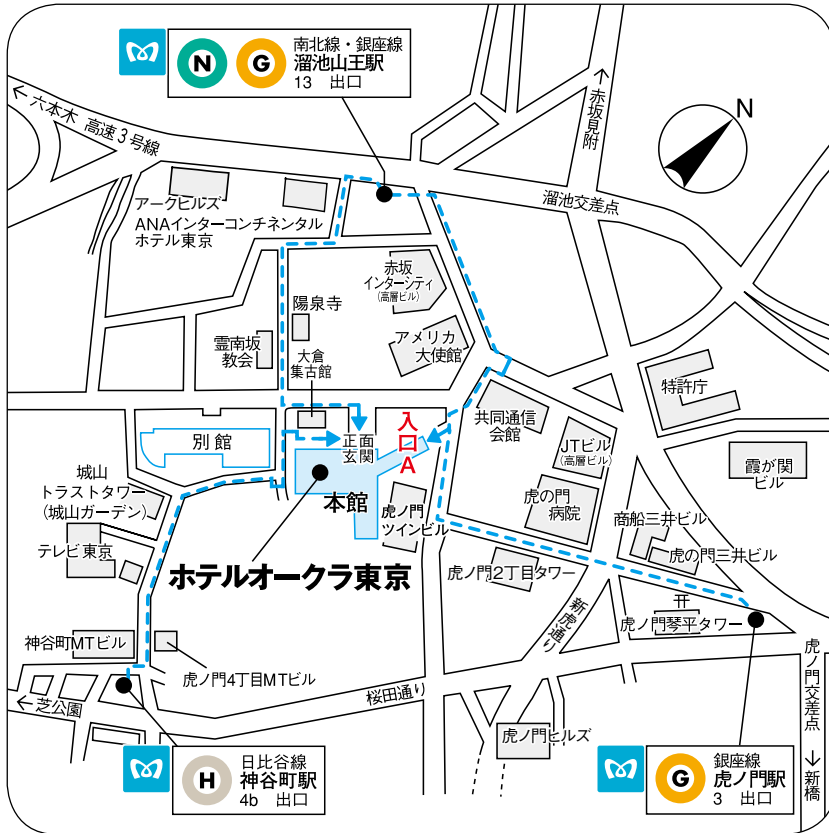 南北線・銀座線
N G 溜池山王駅
13 出口
← 六本木 高速3号線
→ 赤坂見附
N
溜池交差点
アークヒルズ
ANAインターコンチネンタル
ホテル東京
赤坂
インターシティ
(高層ビル)
陽泉寺
アメリカ
大使館
霊南坂
教会
大倉
集古館
特許庁
入口A
共同通信
会館
正面
玄関
別館
JTビル
(高層ビル)
霞が関
ビル
城山
トラストタワー
(城山ガーデン)
本館
虎ノ門
ツインビル
虎の門
病院
商船三井ビル
テレビ東京
虎の門三井ビル
ホテルオークラ東京
虎ノ門2丁目タワー
新虎通り
虎ノ門琴平タワー
神谷町MTビル
虎ノ門4丁目MTビル
虎ノ門交差点
桜田通り
← 芝公園
虎ノ門ヒルズ
→ 新橋
日比谷線
H 神谷町駅
4b 出口
銀座線
G 虎ノ門駅
3 出口